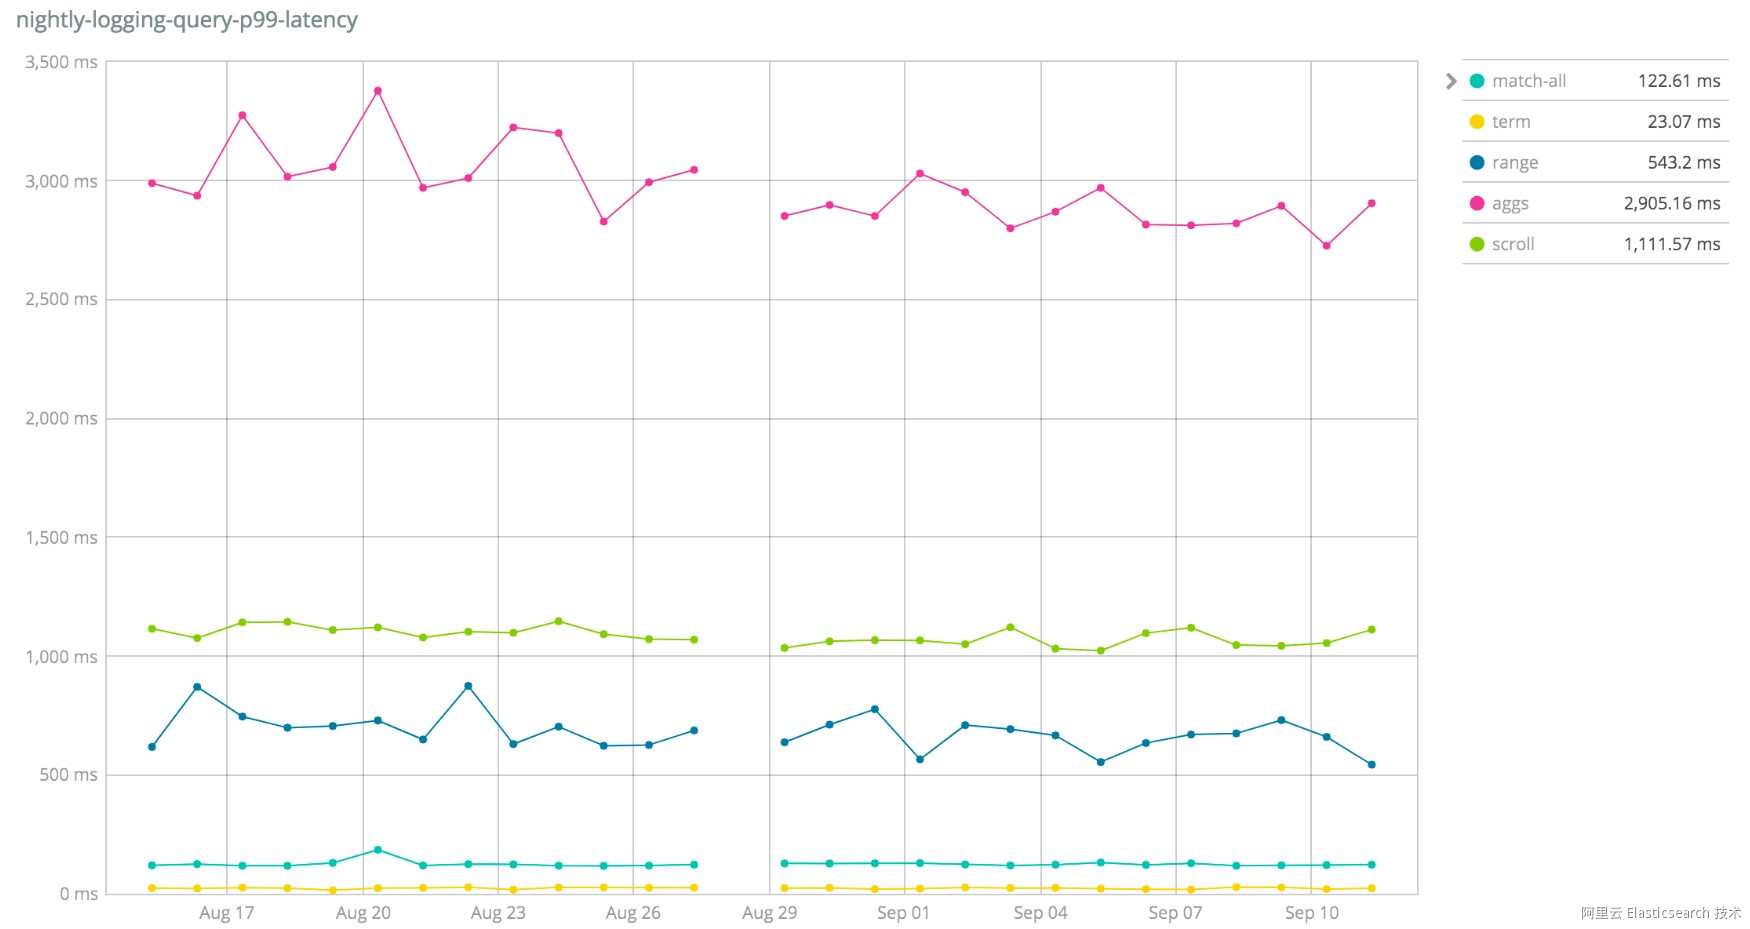 nightly-logging-query-p99-latency
3,500 ms
3,000 ms
2,500 ms
2,000 ms
1,500 ms
1,000 ms
500 ms
0 ms
Aug 17 Aug 20 Aug 23 Aug 26 Aug 29 Sep 01 Sep 04 Sep 07 Sep 10
match-all 122.61 ms
term 23.07 ms
range 543.2 ms
aggs 2,905.16 ms
scroll 1,111.57 ms
阿里云 Elasticsearch 技术